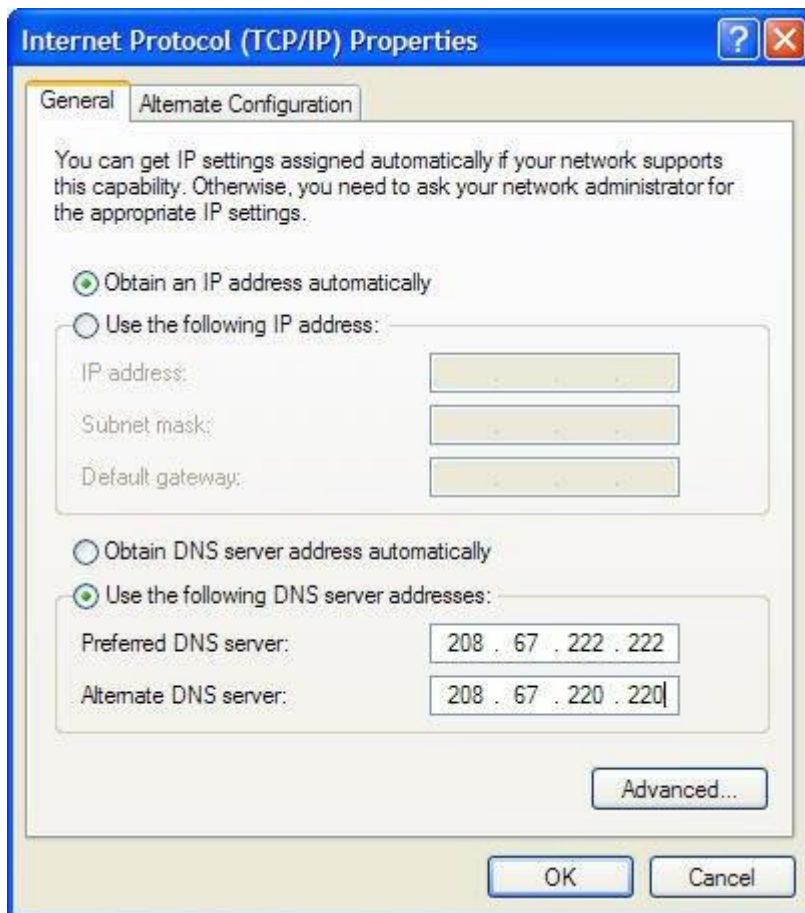 Internet Protocol (TCP/IP) Properties
General
Alternate Configuration
You can get IP settings assigned automatically if your network supports
this capability. Otherwise, you need to ask your network administrator for
the appropriate IP settings.
Obtain an IP address automatically
Use the following IP address:
IP address:
Subnet mask:
Default gateway:
Obtain DNS server address automatically
Use the following DNS server addresses:
Preferred DNS server: 208 . 67 . 222 . 222
Alternate DNS server: 208 . 67 . 220 . 220
Advanced...
OK
Cancel